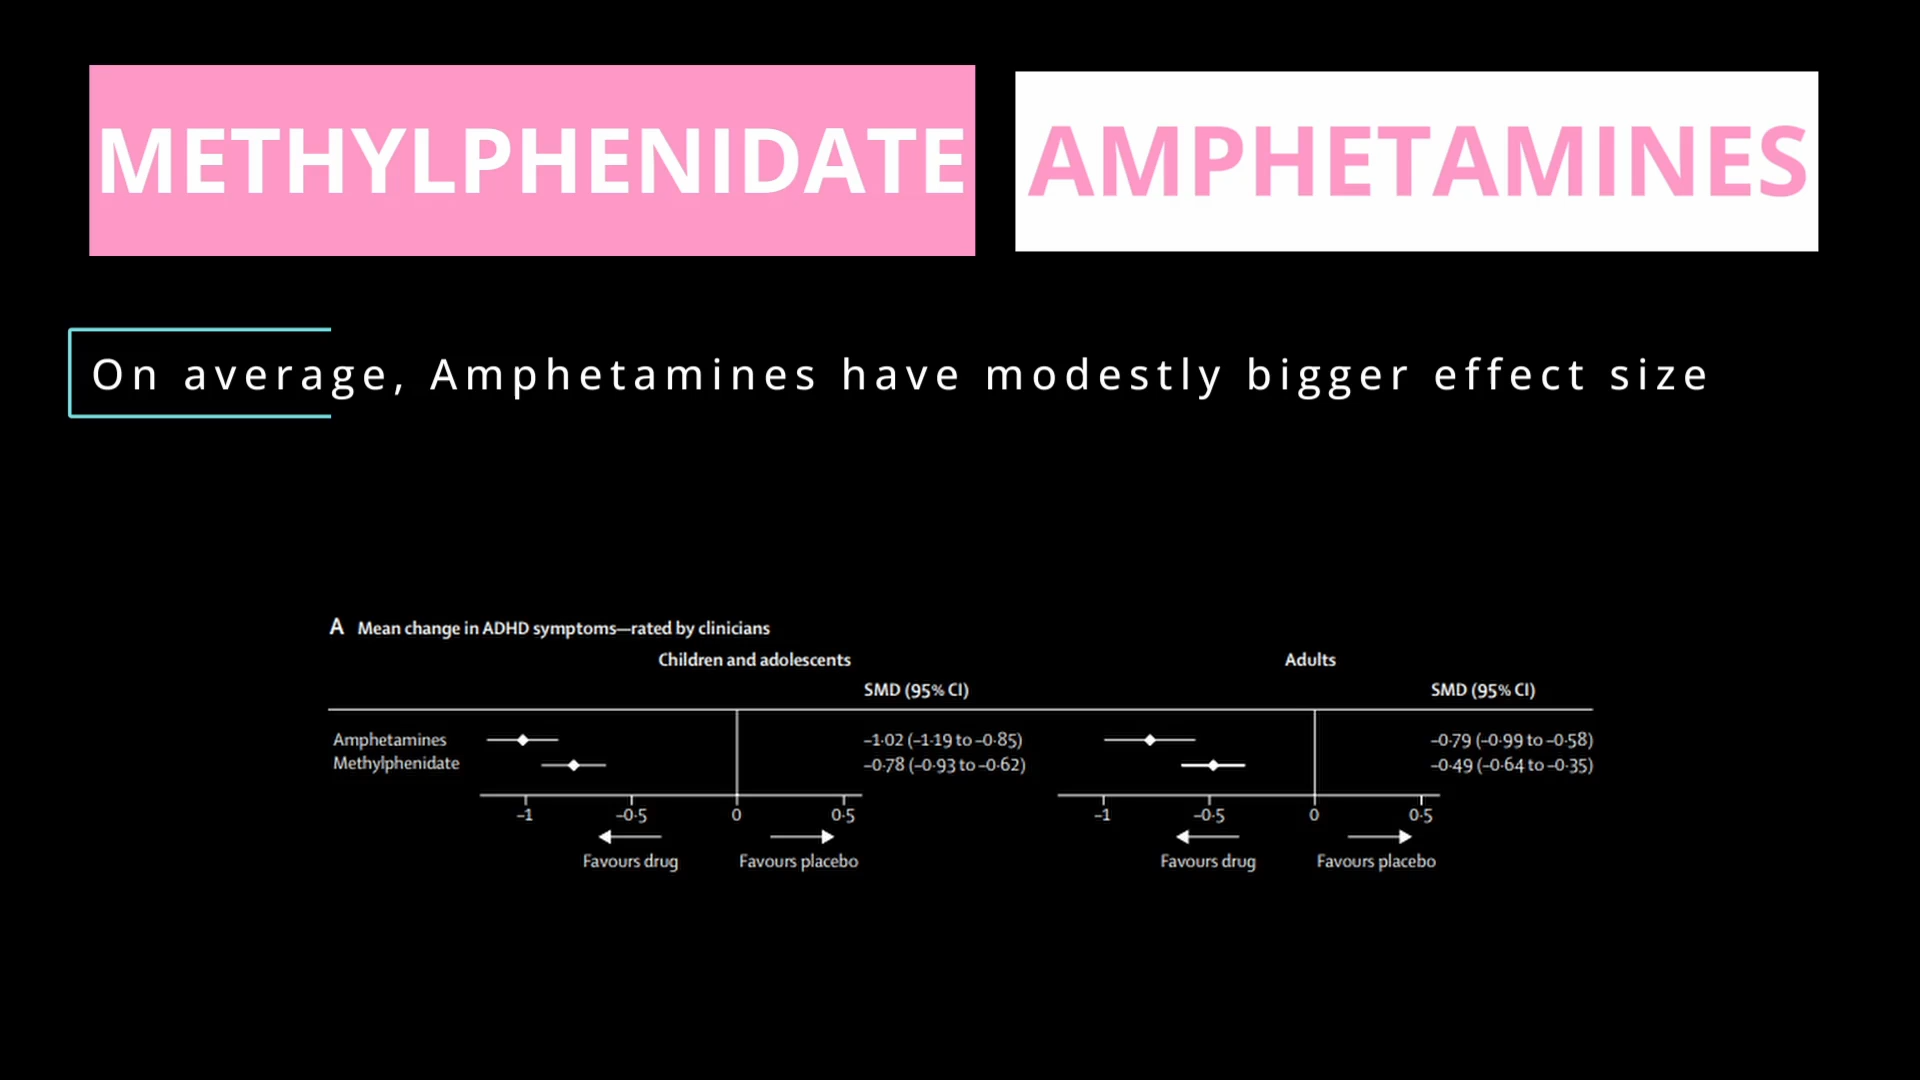 METHYLPHENIDATE AMPHETAMINES
On average, Amphetamines have modestly bigger effect size
A Mean change in ADHD symptoms—rated by clinicians
Children and adolescents Adults
SMD (95% CI) SMD (95% CI)
Amphetamines –1·02 (–1·19 to –0·85) –0·79 (–0·99 to –0·58)
Methylphenidate –0·78 (–0·93 to –0·62) –0·49 (–0·64 to –0·35)
–1 –0·5 0 0·5 –1 –0·5 0 0·5
Favours drug Favours placebo Favours drug Favours placebo